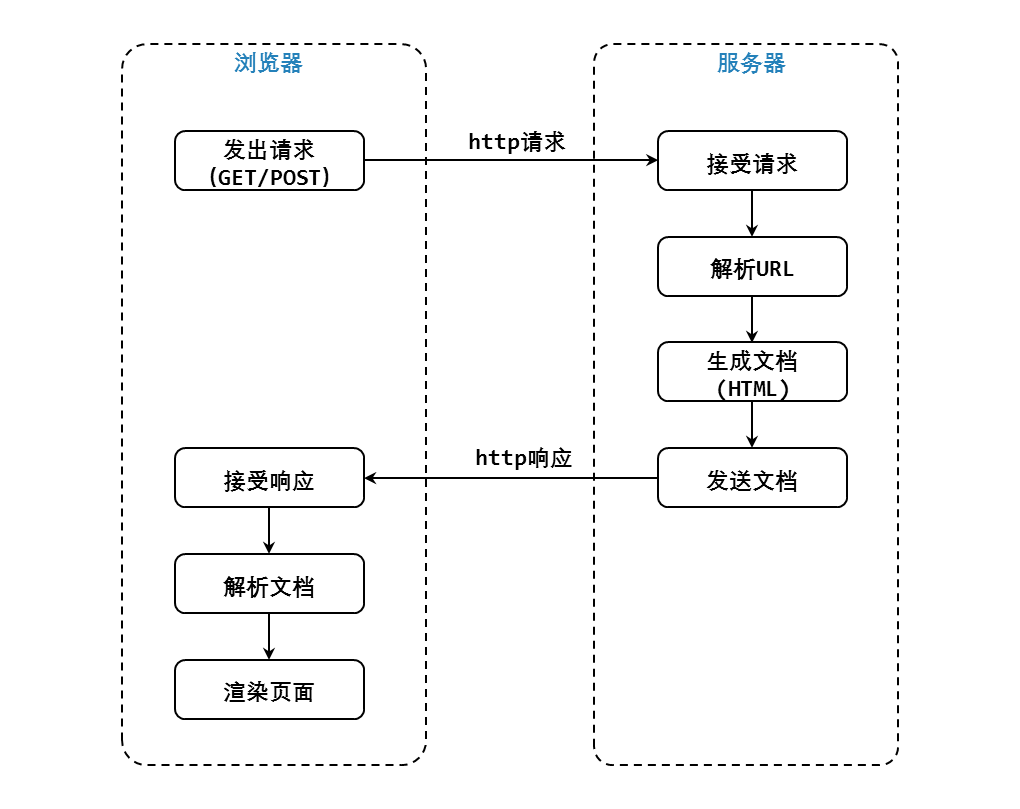 浏览器
服务器
发出请求
(GET/POST)
http请求
接受请求
解析URL
生成文档
(HTML)
http响应
接受响应
发送文档
解析文档
渲染页面